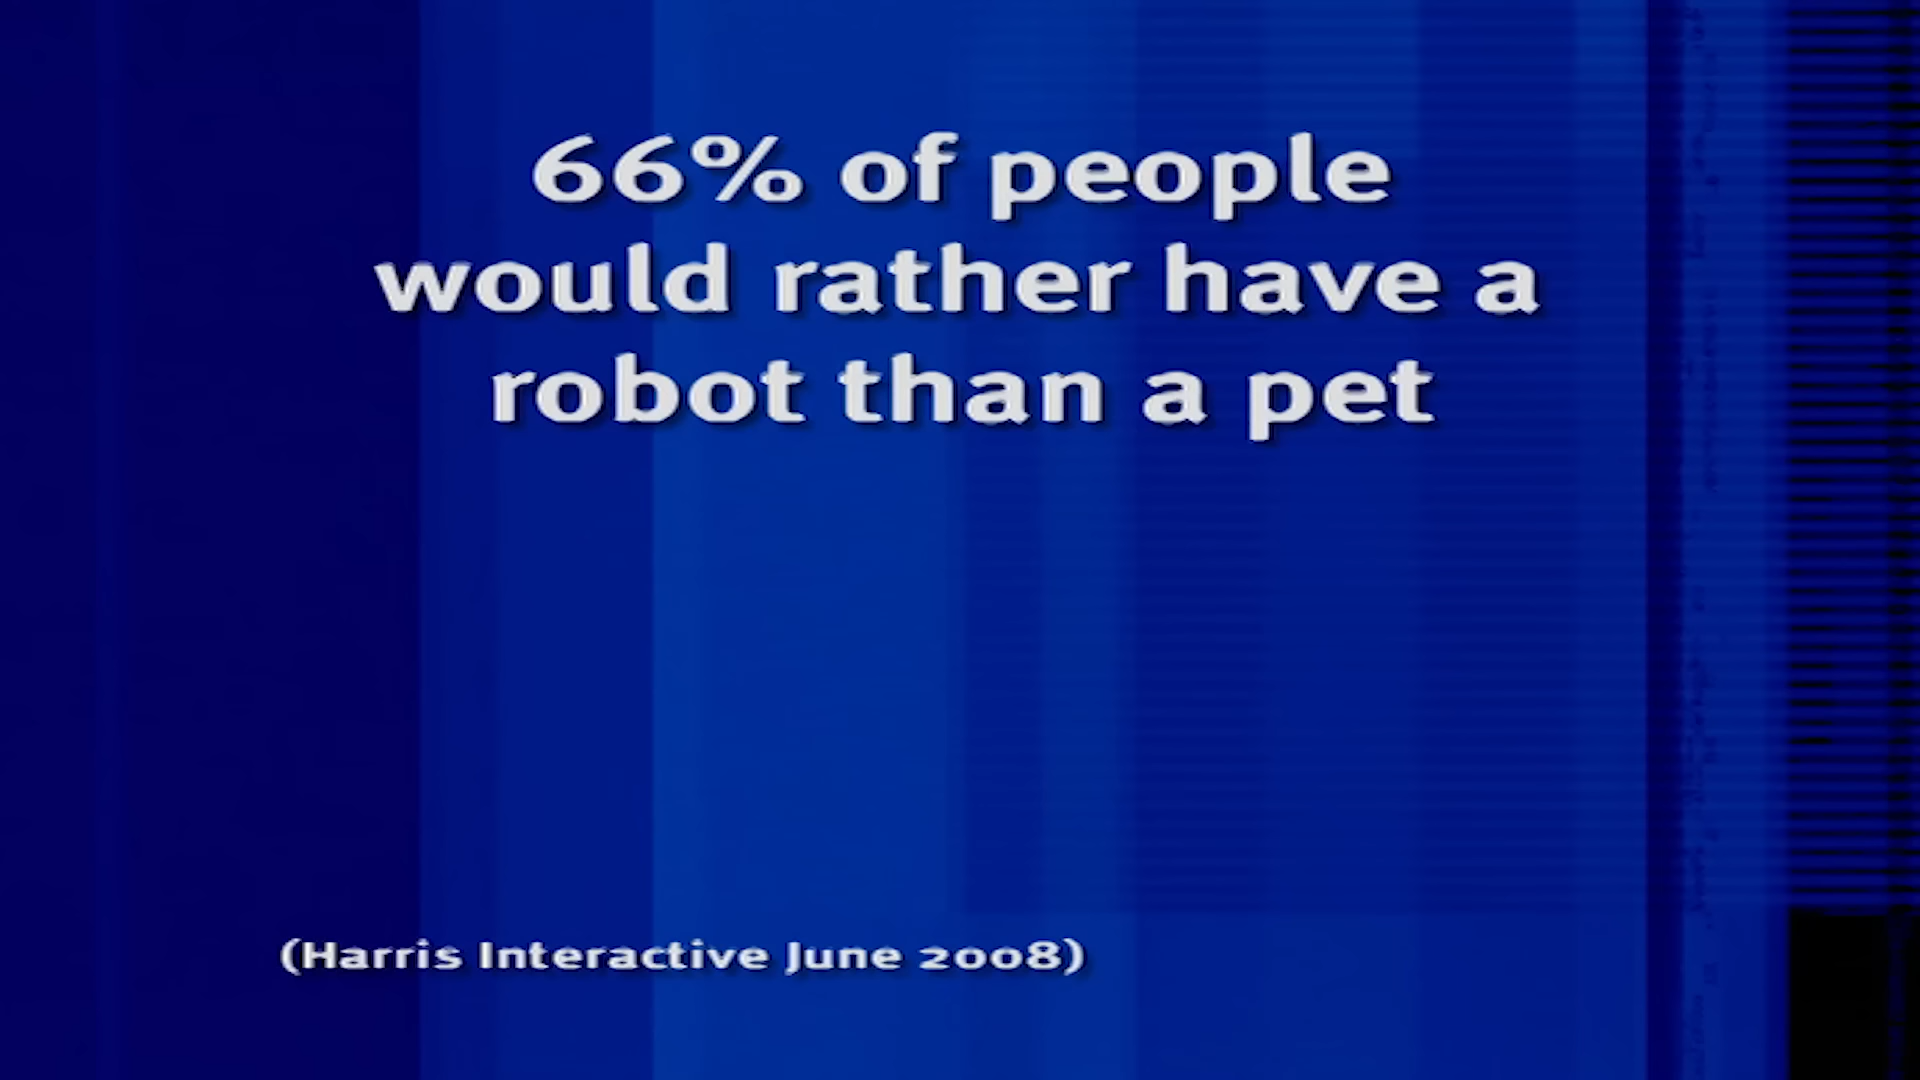 66% of people
would rather have a
robot than a pet
(Harris Interactive June 2008)